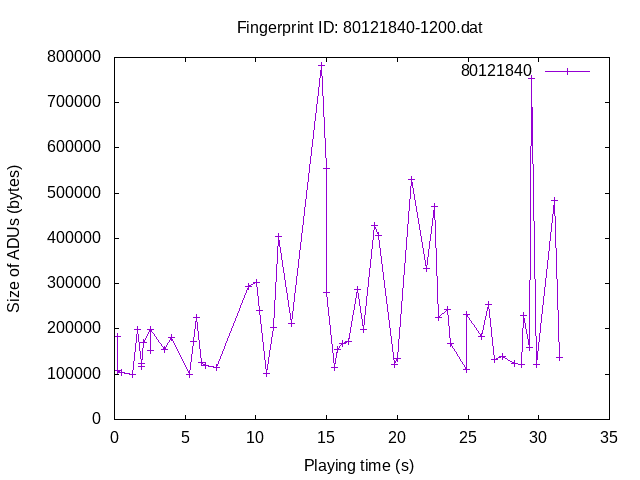 Fingerprint ID: 80121840-1200.dat
80121840
800000
700000
600000
500000
400000
300000
200000
100000
0
Size of ADUs (bytes)
0 5 10 15 20 25 30 35
Playing time (s)